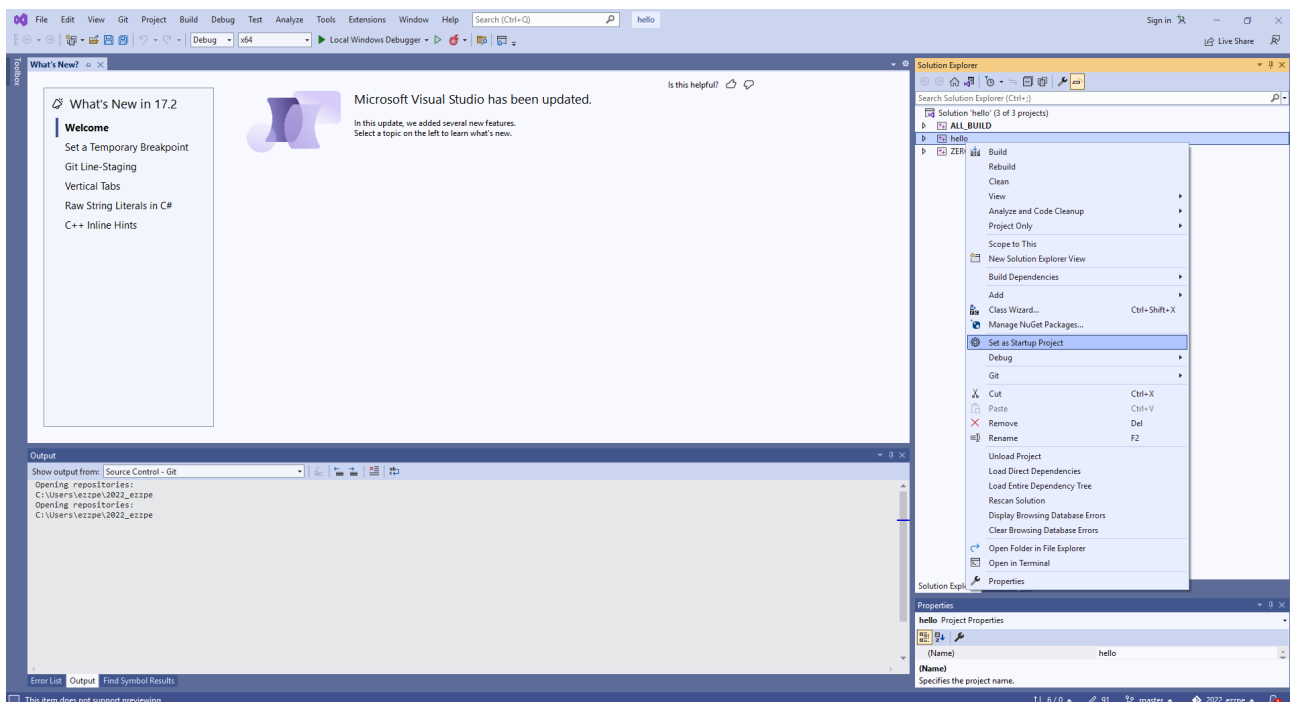 File Edit View Git Project Build Debug Test Analyze Tools Extensions Window Help Search (Ctrl+Q) hello Sign in
Debug x64 Local Windows Debugger Live Share
Toolbox
What's New?
Is this helpful?
What's New in 17.2
Welcome
Set a Temporary Breakpoint
Git Line-Staging
Vertical Tabs
Raw String Literals in C#
C++ Inline Hints
Microsoft Visual Studio has been updated.
In this update, we added several new features.
Select a topic on the left to learn what's new.
Output
Show output from: Source Control - Git
Opening repositories:
C:\Users\ezzpe\2022_ezzpe
Opening repositories:
C:\Users\ezzpe\2022_ezzpe
Error List Output Find Symbol Results
Solution Explorer
Search Solution Explorer (Ctrl+;)
Solution 'hello' (3 of 3 projects)
ALL_BUILD
hello
ZER
Build
Rebuild
Clean
View
Analyze and Code Cleanup
Project Only
Scope to This
New Solution Explorer View
Build Dependencies
Add
Class Wizard... Ctrl+Shift+X
Manage NuGet Packages...
Set as Startup Project
Debug
Git
Cut Ctrl+X
Paste Ctrl+V
Remove Del
Rename F2
Unload Project
Load Direct Dependencies
Load Entire Dependency Tree
Rescan Solution
Display Browsing Database Errors
Clear Browsing Database Errors
Open Folder in File Explorer
Open in Terminal
Properties
Solution Expl
Properties
hello Project Properties
(Name) hello
(Name)
Specifies the project name.
This item does not support previewing 6 / 0 91 master 2022_ezzpe